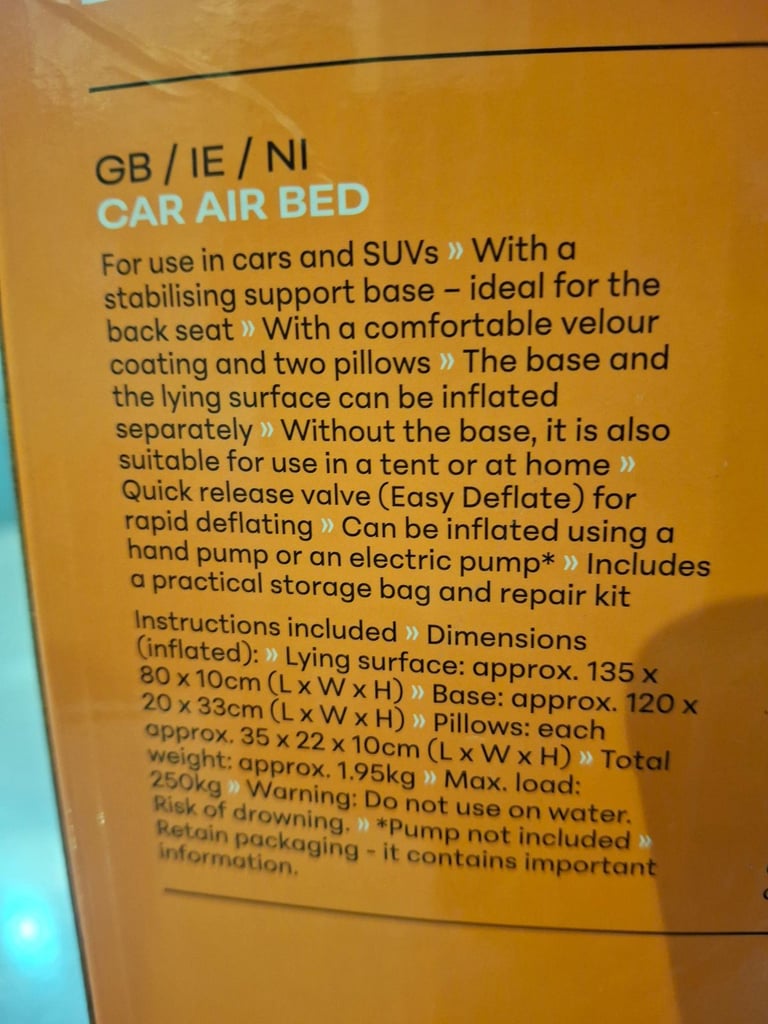 GB / IE / NI
CAR AIR BED
For use in cars and SUVs » With a
stabilising support base – ideal for the
back seat » With a comfortable velour
coating and two pillows » The base and
the lying surface can be inflated
separately » Without the base, it is also
suitable for use in a tent or at home »
Quick release valve (Easy Deflate) for
rapid deflating » Can be inflated using a
hand pump or an electric pump* » Includes
a practical storage bag and repair kit
Instructions included » Dimensions
(inflated): » Lying surface: approx. 135 x
80 x 10cm (L x W x H) » Base: approx. 120 x
20 x 33cm (L x W x H) » Pillows: each
approx. 35 x 22 x 10cm (L x W x H) » Total
weight: approx. 1.95kg » Max. load:
250kg » Warning: Do not use on water.
Risk of drowning. » *Pump not included »
Retain packaging - it contains important
information.